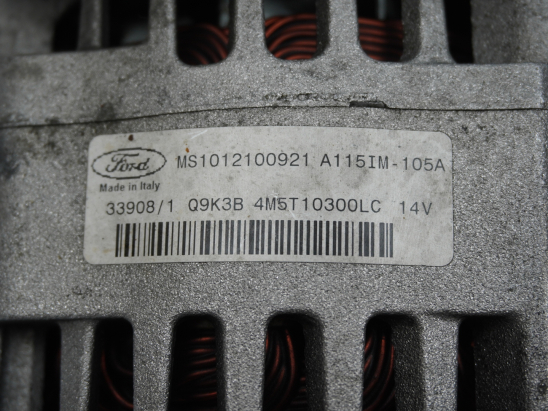 Ford MS1012100921 A115IM-105A
Made in Italy
33908/1 Q9K3B 4M5T10300LC 14V